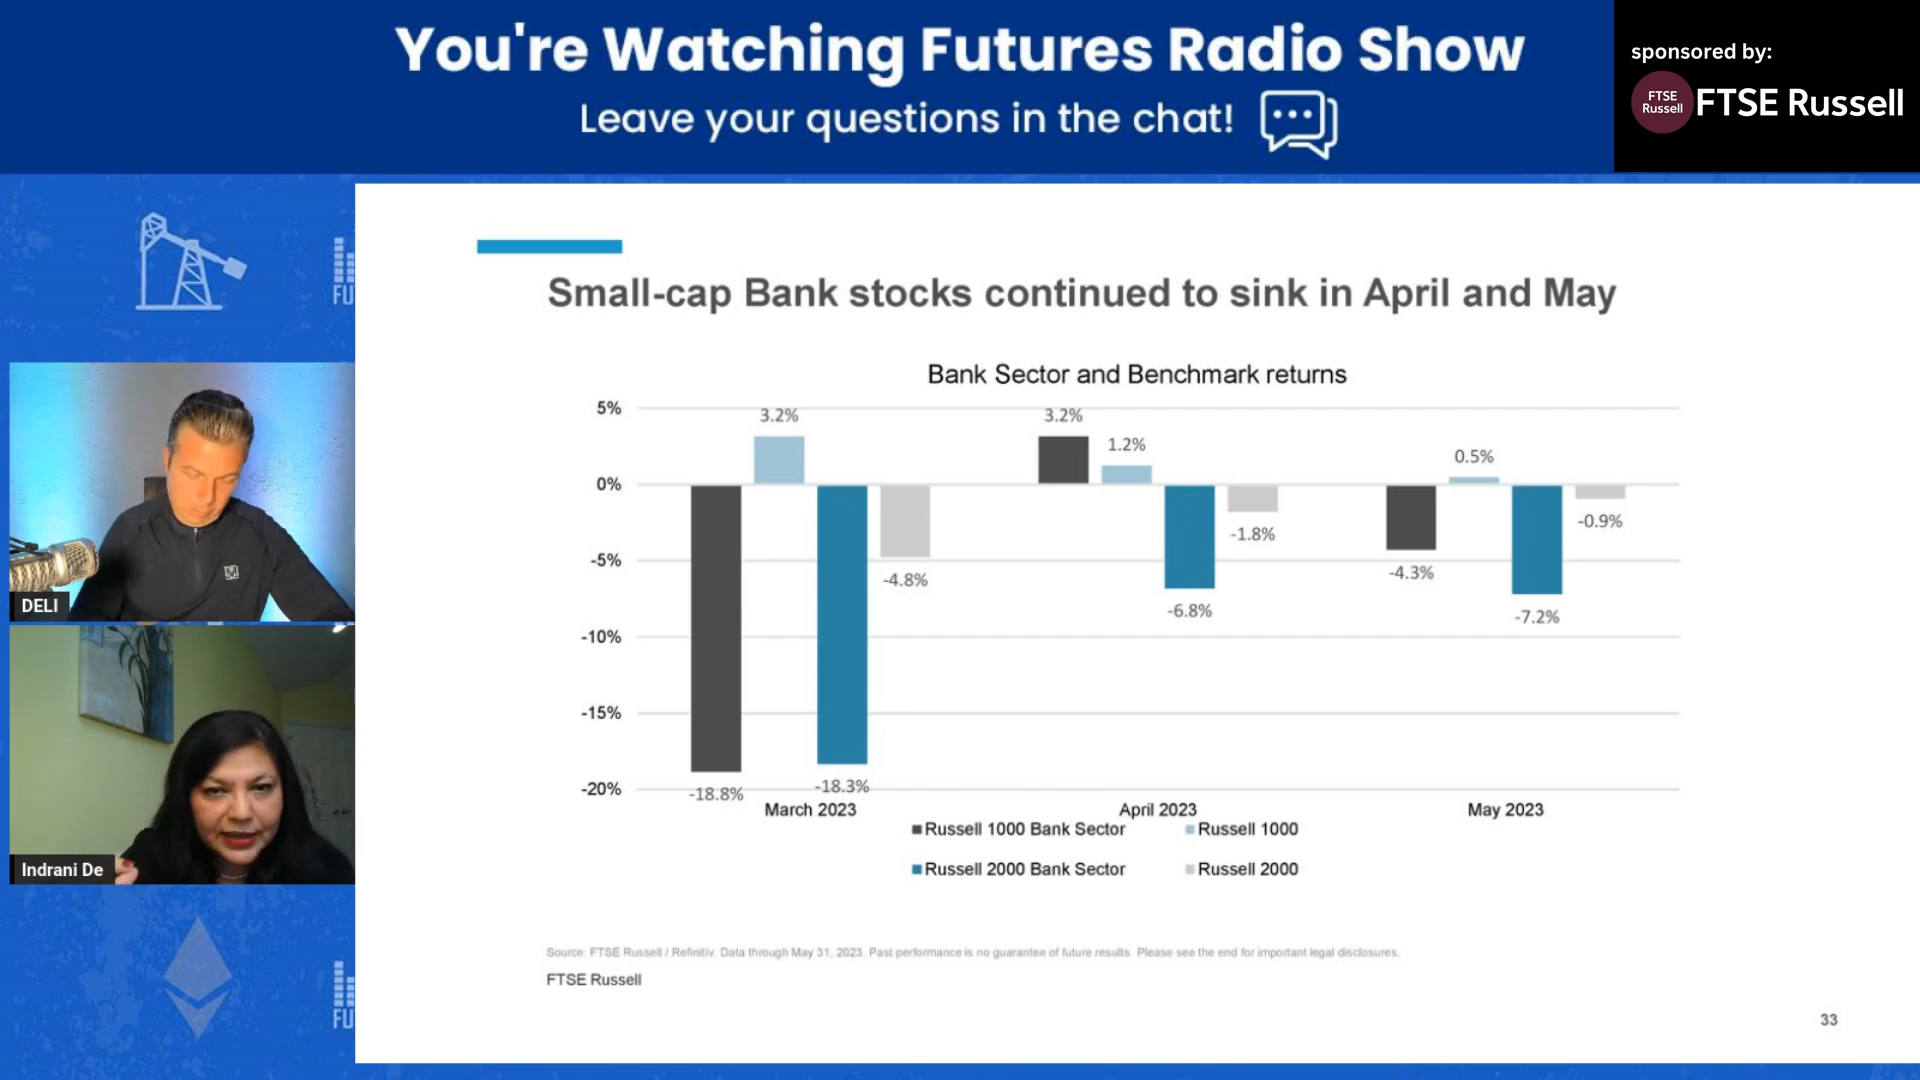 You're Watching Futures Radio Show
Leave your questions in the chat!
sponsored by:
FTSE
Russell
FTSE Russell
FU
DELI
Indrani De
FU
Small-cap Bank stocks continued to sink in April and May
Bank Sector and Benchmark returns
5%
0%
-5%
-10%
-15%
-20%
3.2%
3.2%
1.2%
0.5%
-4.8%
-1.8%
-0.9%
-6.8%
-4.3%
-7.2%
-18.8%
-18.3%
March 2023
April 2023
May 2023
Russell 1000 Bank Sector
Russell 1000
Russell 2000 Bank Sector
Russell 2000
Source: FTSE Russell / Refinitiv. Data through May 31, 2023. Past performance is no guarantee of future results. Please see the end for important legal disclosures.
FTSE Russell
33